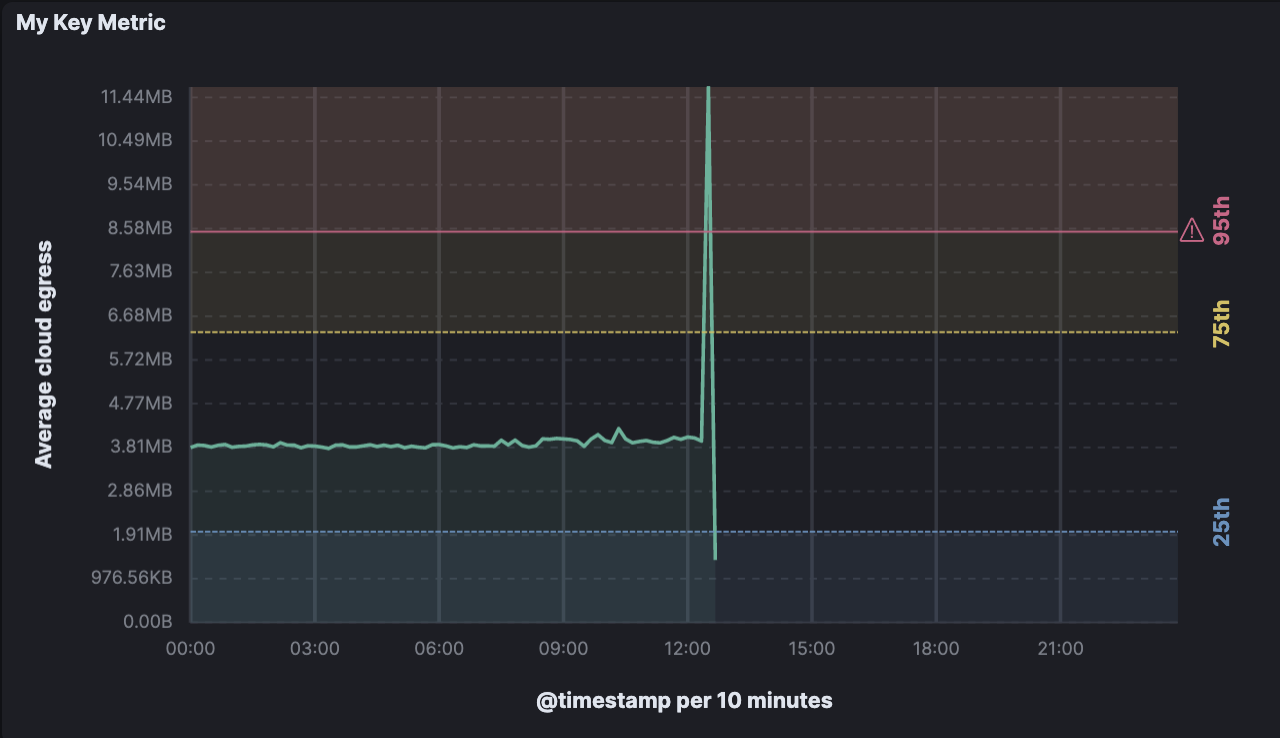 My Key Metric
11.44MB
10.49MB
9.54MB
8.58MB
7.63MB
6.68MB
5.72MB
4.77MB
3.81MB
2.86MB
1.91MB
976.56KB
0.00B
Average cloud egress
95th
75th
25th
00:00 03:00 06:00 09:00 12:00 15:00 18:00 21:00
@timestamp per 10 minutes